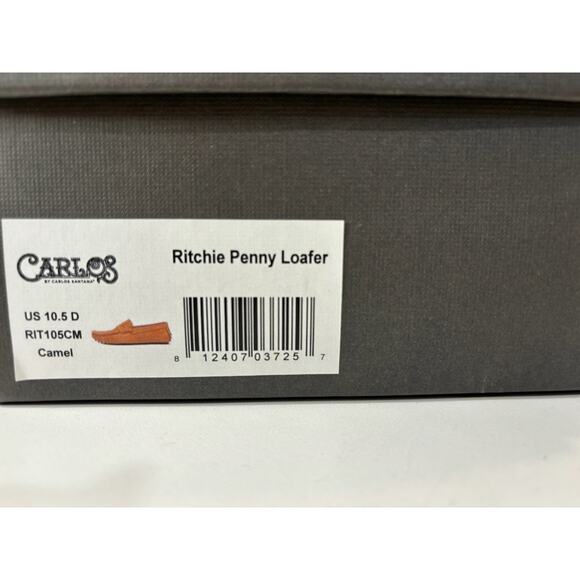 CARLOS
BY CARLOS SANTANA®
Ritchie Penny Loafer
US 10.5 D
RIT105CM
Camel
8 12407 03725 7